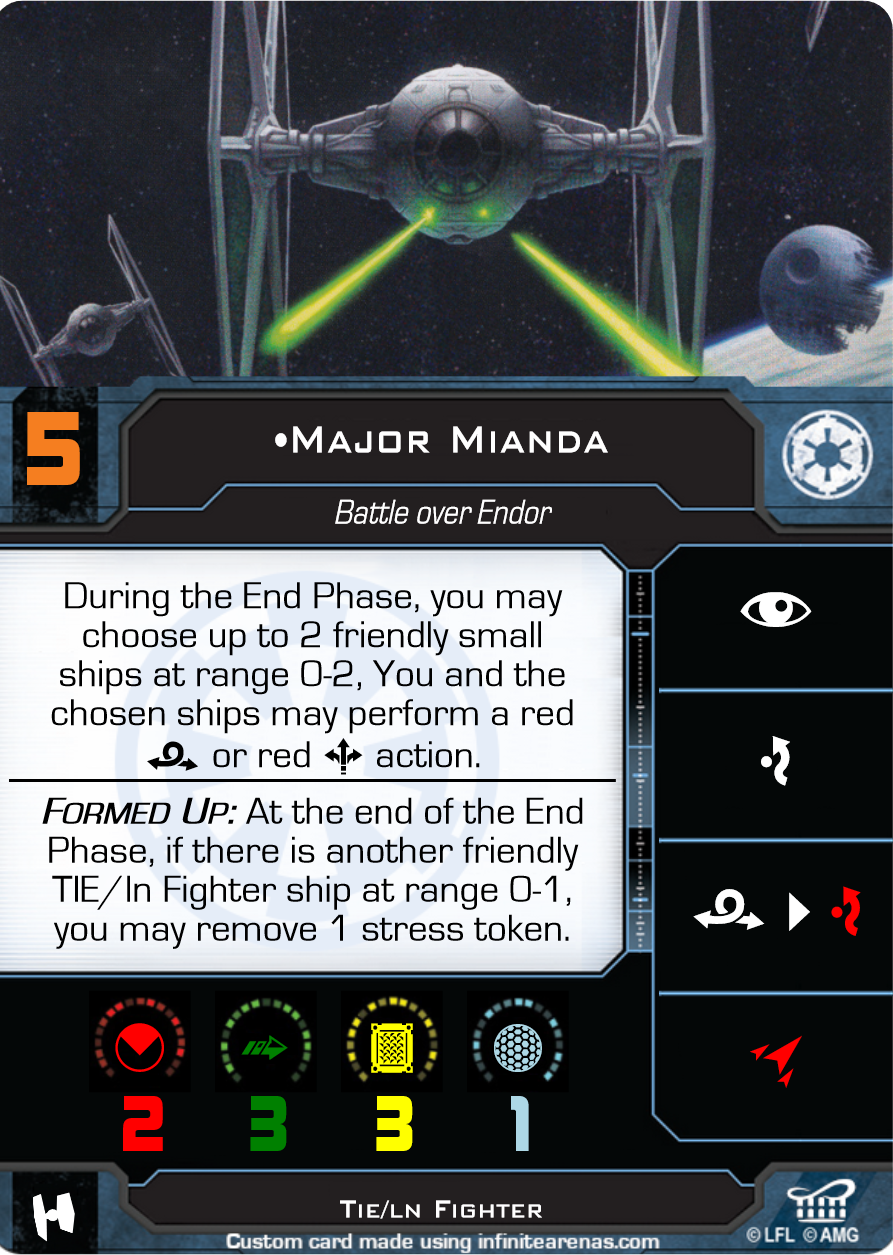 5
•Major Mianda
Battle over Endor
During the End Phase, you may
choose up to 2 friendly small
ships at range 0-2, You and the
chosen ships may perform a red
or red action.
Formed Up: At the end of the End
Phase, if there is another friendly
TIE/ln Fighter ship at range 0-1,
you may remove 1 stress token.
2 3 3 1
Tie/ln Fighter
Custom card made using infinitearenas.com
© LFL © AMG